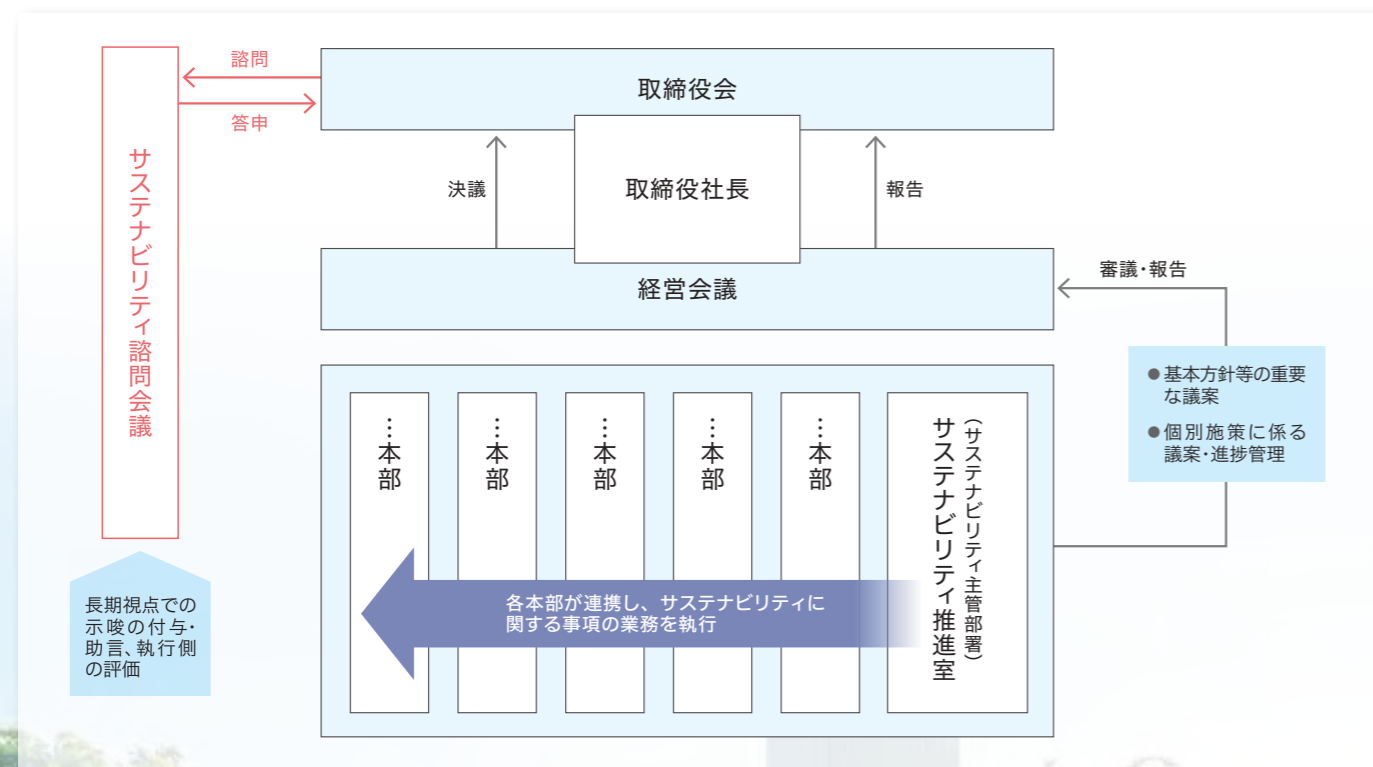 諮問
答申
サステナビリティ諮問会議
取締役会
取締役社長
決議
報告
経営会議
審議・報告
●基本方針等の重要
な議案
●個別施策に係る
議案・進捗管理
…本部
…本部
…本部
…本部
…本部
(サステナビリティ主管部署)
サステナビリティ推進室
各本部が連携し、サステナビリティに
関する事項の業務を執行
長期視点での
示唆の付与・
助言、執行側
の評価